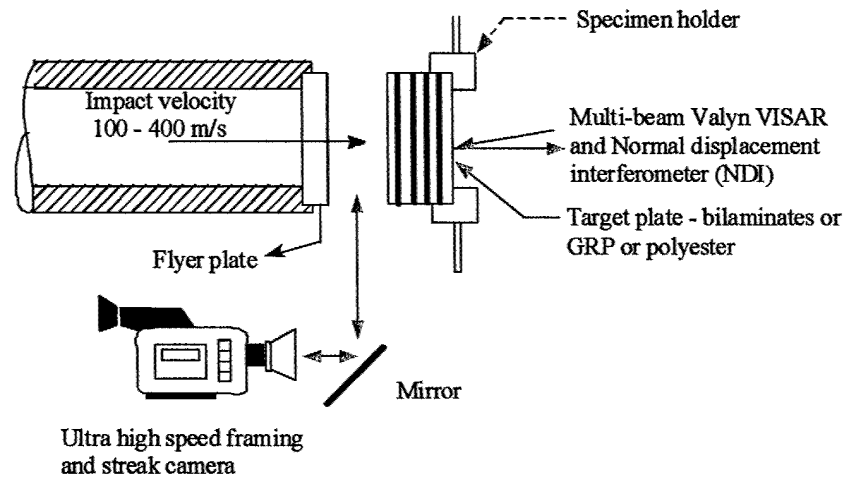 Specimen holder
Impact velocity
100 - 400 m/s
Multi-beam Valyn VISAR
and Normal displacement
interferometer (NDI)
Target plate - bilaminates or
GRP or polyester
Flyer plate
Mirror
Ultra high speed framing
and streak camera